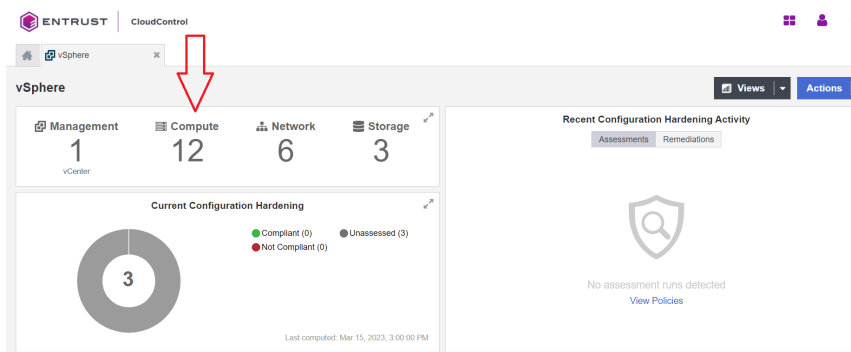 ENTRUST CloudControl
vSphere
vSphere
Views
Actions
Management Compute Network Storage
1 12 6 3
vCenter
Recent Configuration Hardening Activity
Assessments Remediations
Current Configuration Hardening
Compliant (0) Unassessed (3)
Not Compliant (0)
3
No assessment runs detected
View Policies
Last computed: Mar 15, 2023, 3:00:00 PM